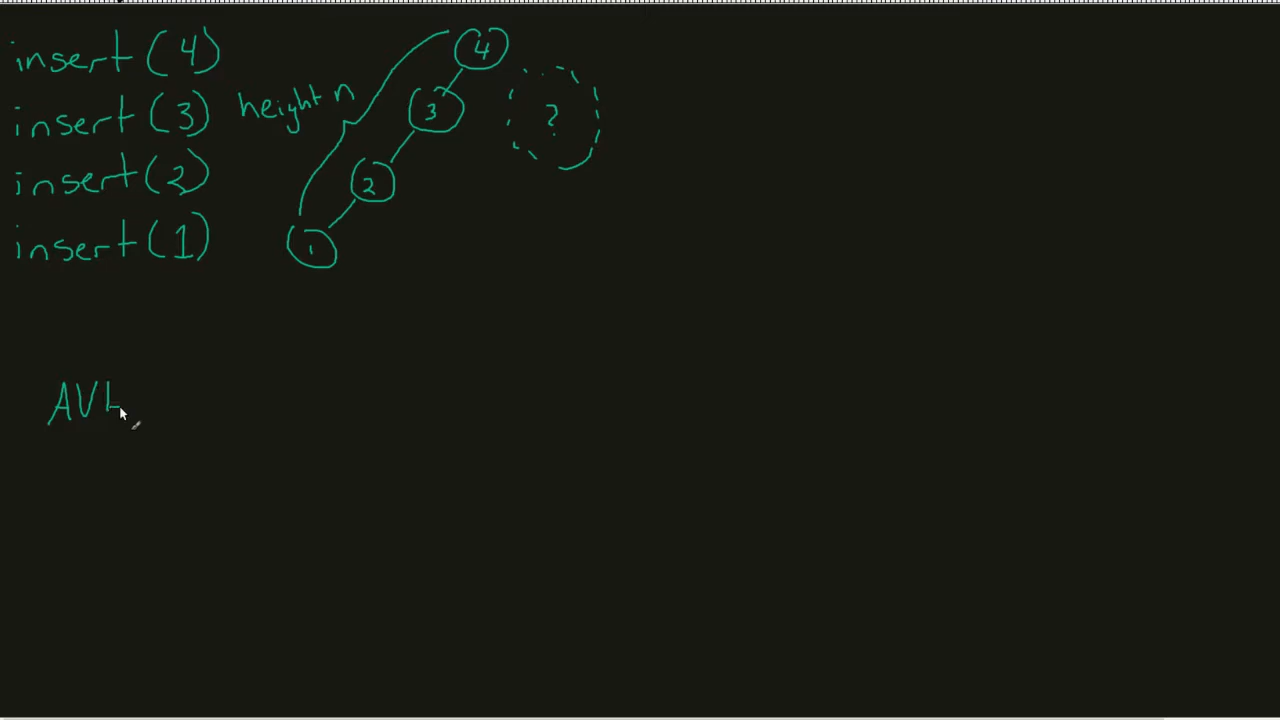 insert (4)
insert (3)
insert (2)
insert (1)
height n
4
3
2
1
?
AVL